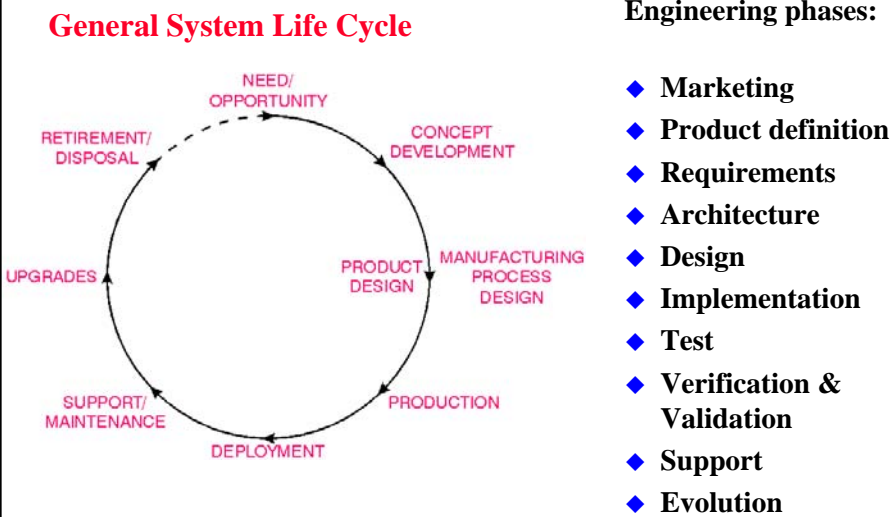 General System Life Cycle
NEED/
OPPORTUNITY
CONCEPT
DEVELOPMENT
PRODUCT
DESIGN
MANUFACTURING
PROCESS
DESIGN
PRODUCTION
DEPLOYMENT
SUPPORT/
MAINTENANCE
UPGRADES
RETIREMENT/
DISPOSAL
Engineering phases:
Marketing
Product definition
Requirements
Architecture
Design
Implementation
Test
Verification &
Validation
Support
Evolution